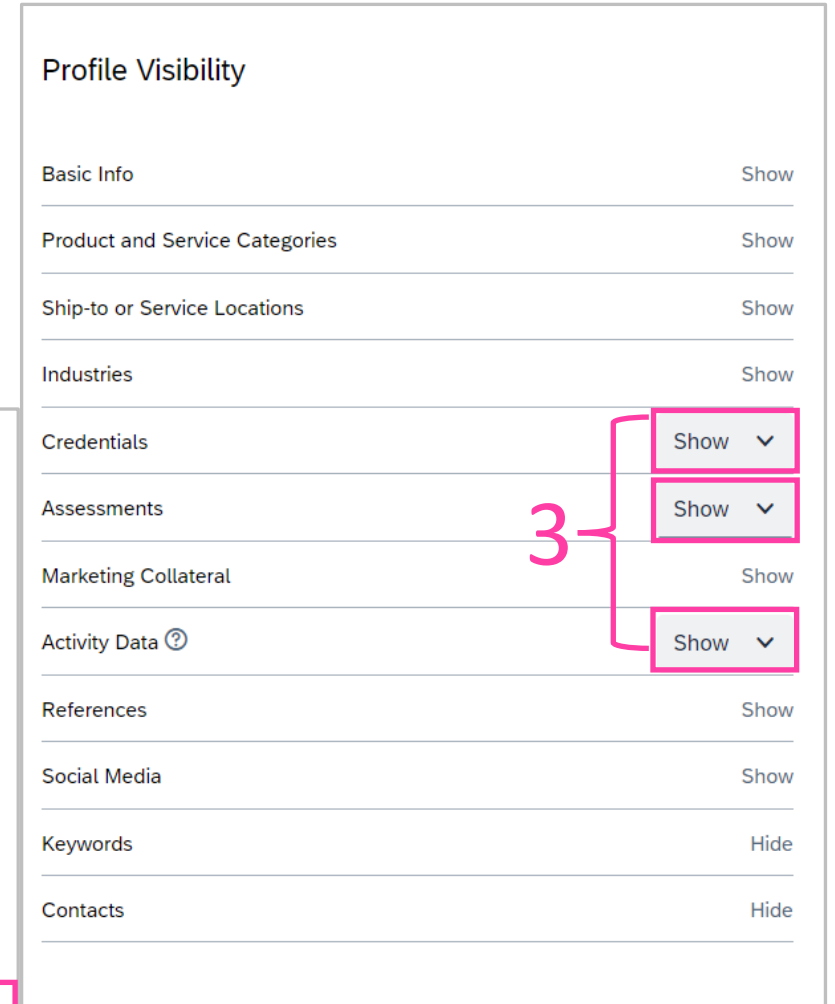 Profile Visibility
Basic Info Show
Product and Service Categories Show
Ship-to or Service Locations Show
Industries Show
Credentials Show
Assessments Show
3
Marketing Collateral Show
Activity Data ? Show
References Show
Social Media Show
Keywords Hide
Contacts Hide